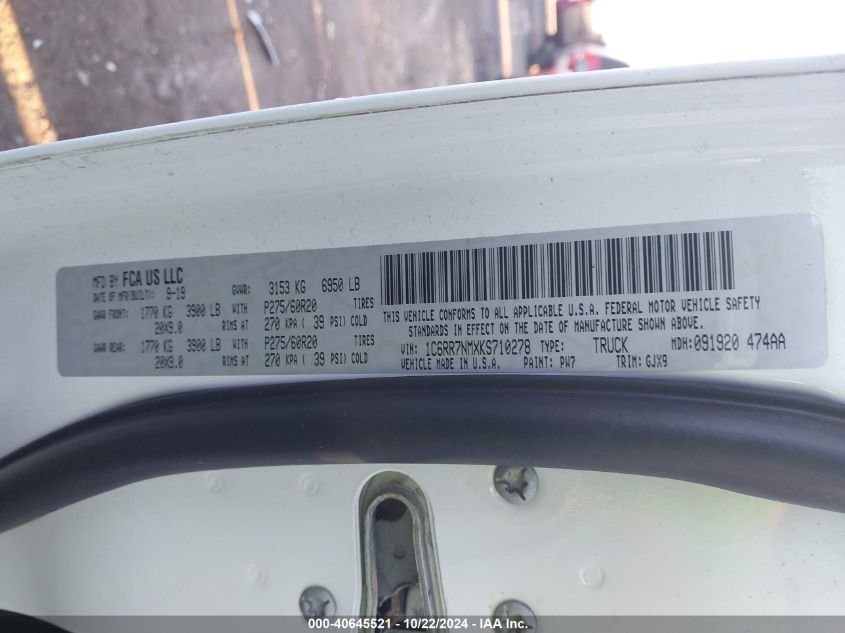 MFD BY FCA US LLC
DATE OF MFR(BUILT): 9-19 GVWR: 3153 KG 6950 LB
GAWR FRONT: 1770 KG 3900 LB WITH P275/60R20 TIRES
20X9.0 RIMS AT 270 KPA ( 39 PSI) COLD
GAWR REAR: 1770 KG 3900 LB WITH P275/60R20 TIRES
20X9.0 RIMS AT 270 KPA ( 39 PSI) COLD
THIS VEHICLE CONFORMS TO ALL APPLICABLE U.S.A. FEDERAL MOTOR VEHICLE SAFETY
STANDARDS IN EFFECT ON THE DATE OF MANUFACTURE SHOWN ABOVE.
VIN: 1C6RR7NMXKS710278 TYPE: TRUCK MDH:091920 474AA
VEHICLE MADE IN U.S.A. PAINT: PW7 TRIM: GJX9
000-40645521 - 10/22/2024 - IAA Inc.